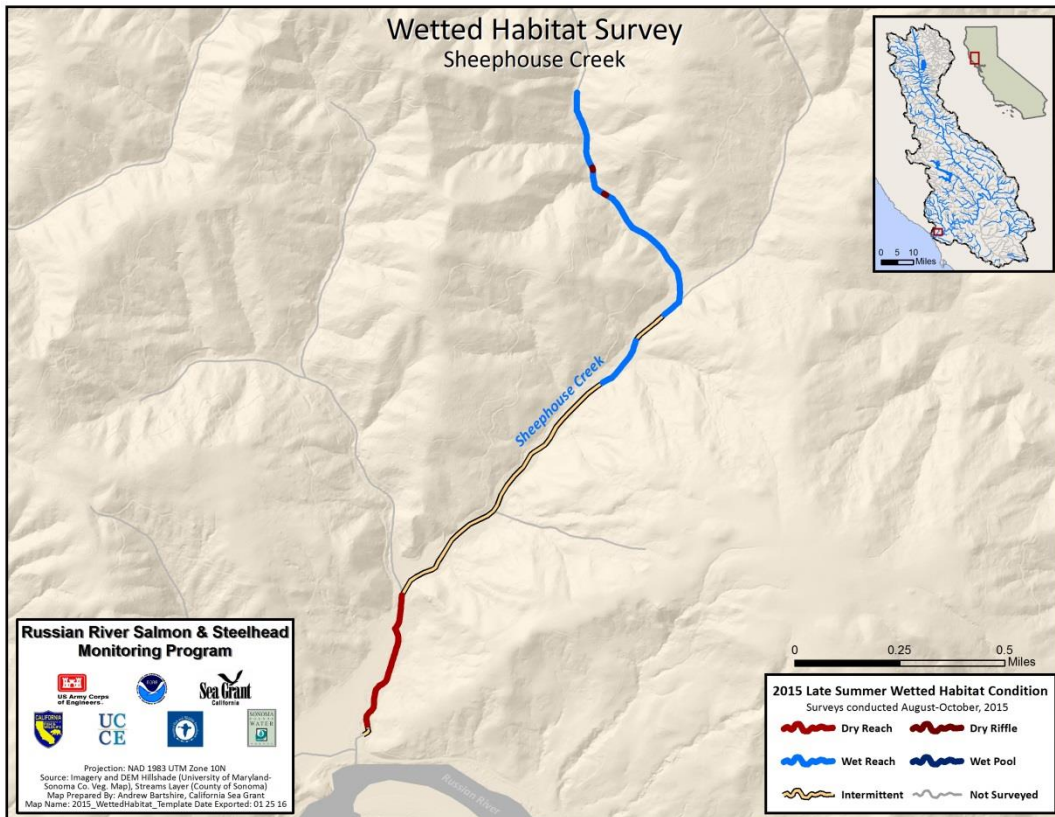 Wetted Habitat Survey
Sheephouse Creek
0 5 10
Miles
Sheephouse Creek
Russian River
Russian River Salmon & Steelhead
Monitoring Program
US Army Corps
of Engineers
Sea Grant
California
CALIFORNIA
UC
CE
SONOMA
COUNTY
WATER
AGENCY
Projection: NAD 1983 UTM Zone 10N
Source: Imagery and DEM Hillshade (University of Maryland-
Sonoma Co. Veg. Map), Streams Layer (County of Sonoma)
Map Prepared By: Andrew Bartshire, California Sea Grant
Map Name: 2015_WettedHabitat_Template Date Exported: 01 25 16
0 0.25 0.5
Miles
2015 Late Summer Wetted Habitat Condition
Surveys conducted August-October, 2015
Dry Reach Dry Riffle
Wet Reach Wet Pool
Intermittent Not Surveyed